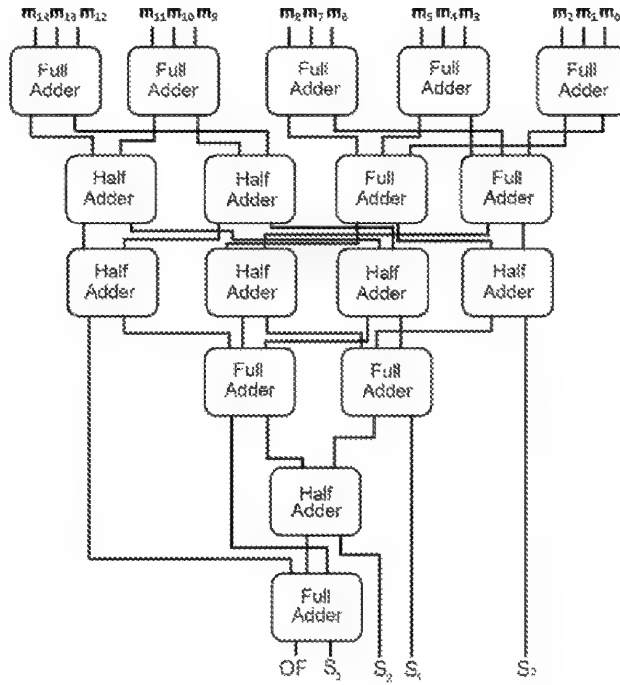 m₁₄ m₁₃ m₁₂ m₁₁ m₁₀ m₉ m₈ m₇ m₆ m₅ m₄ m₃ m₂ m₁ m₀
Full Adder Full Adder Full Adder Full Adder Full Adder
Half Adder Half Adder Full Adder Full Adder
Half Adder Half Adder Half Adder Half Adder
Full Adder Full Adder
Half Adder
Full Adder
OF S₃ S₂ S₁ S₀